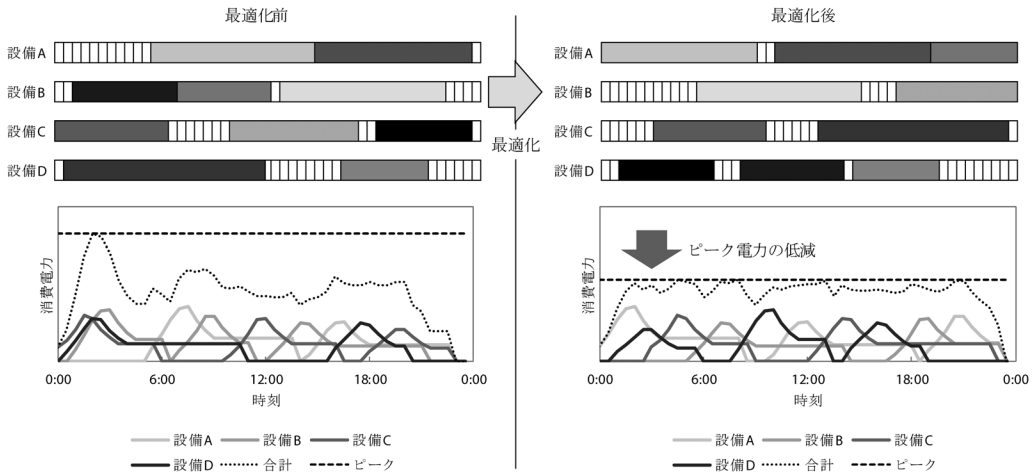 最適化前
設備A
設備B
設備C
設備D
消費電力
0:00 6:00 12:00 18:00 0:00
時刻
設備A 設備B 設備C
設備D 合計 ピーク
最適化
最適化後
設備A
設備B
設備C
設備D
ピーク電力の低減
消費電力
0:00 6:00 12:00 18:00 0:00
時刻
設備A 設備B 設備C
設備D 合計 ピーク